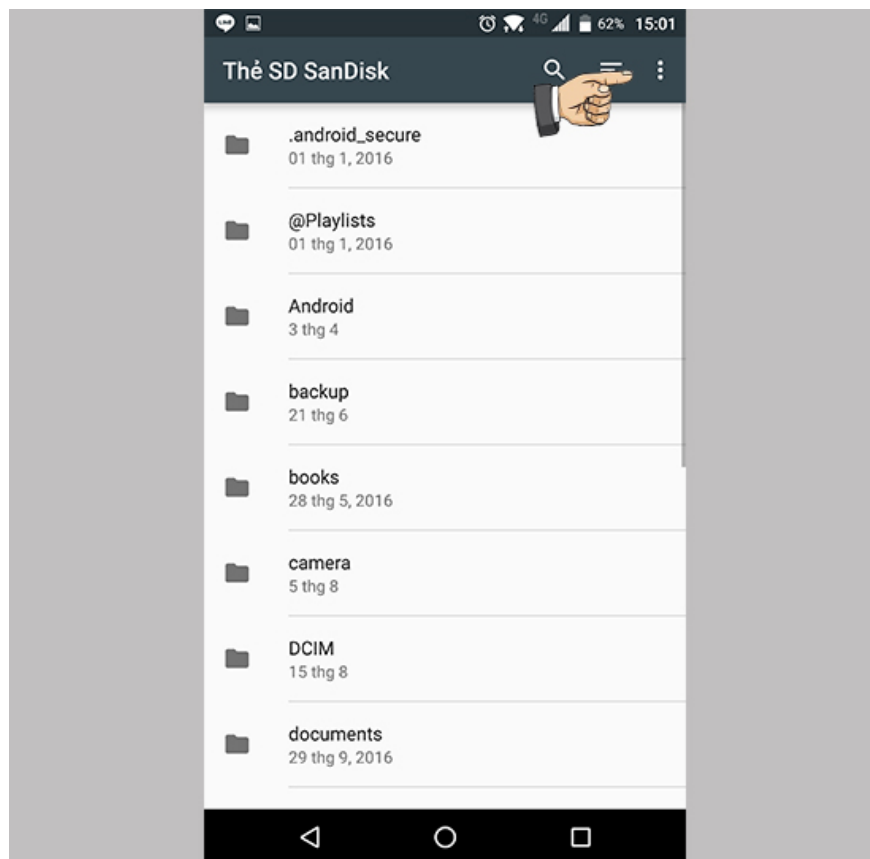 LINE
4G 62% 15:01
Thẻ SD SanDisk
.android_secure
01 thg 1, 2016
@Playlists
01 thg 1, 2016
Android
3 thg 4
backup
21 thg 6
books
28 thg 5, 2016
camera
5 thg 8
DCIM
15 thg 8
documents
29 thg 9, 2016